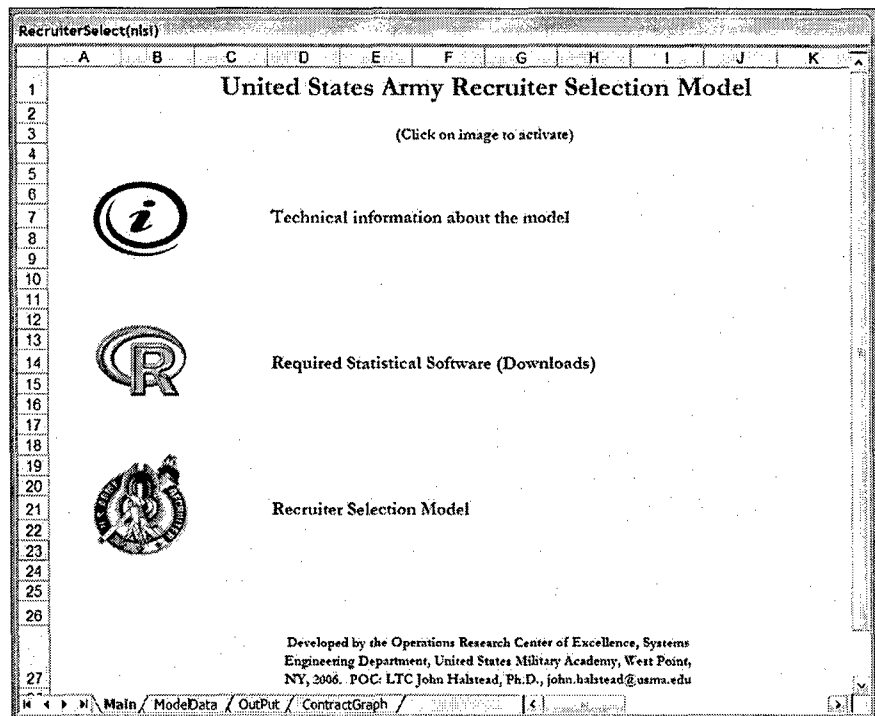 RecruiterSelect(nlsi)
A B C D E F G H I J K
1 United States Army Recruiter Selection Model
2
3 (Click on image to activate)
4
5
6
7 i Technical information about the model
8
9
10
11
12
13
14 R Required Statistical Software (Downloads)
15
16
17
18
19
20
21 Recruiter Selection Model
22
23
24
25
26
Developed by the Operations Research Center of Excellence, Systems
Engineering Department, United States Military Academy, West Point,
27 NY, 2006. POC: LTC John Halstead, Ph.D., john.halstead@usma.edu
Main ModelData OutPut ContractGraph